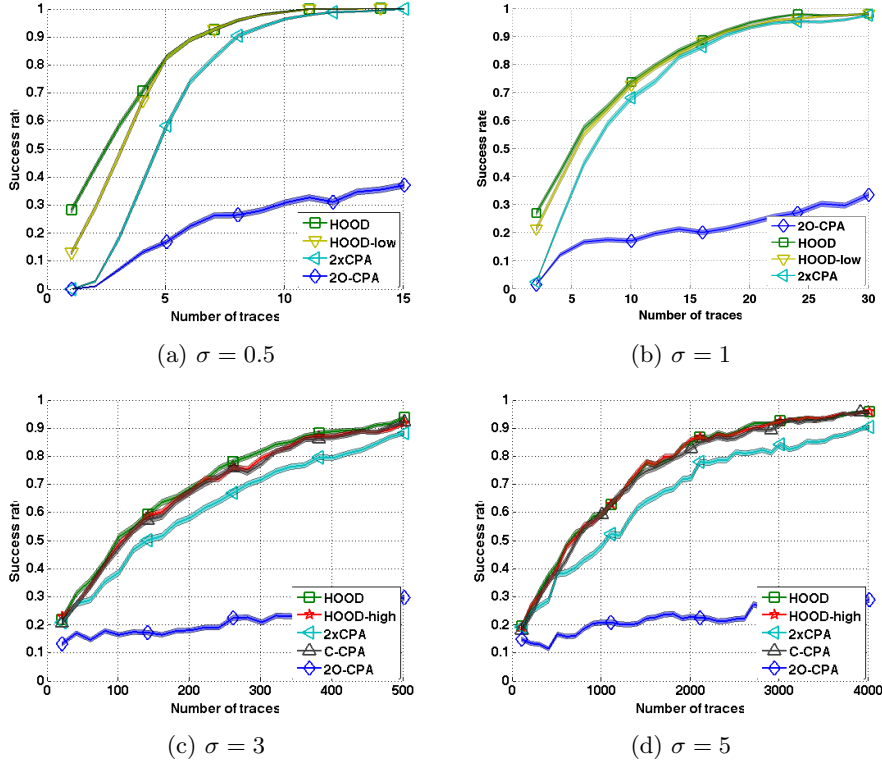 1
0.9
0.8
0.7
0.6
0.5
0.4
0.3
0.2
0.1
0
0 5 10 15
Success rate
Number of traces
HOOD
HOOD-low
2xCPA
2O-CPA
(a) σ = 0.5
1
0.9
0.8
0.7
0.6
0.5
0.4
0.3
0.2
0.1
0
0 5 10 15 20 25 30
Success rate
Number of traces
2O-CPA
HOOD
HOOD-low
2xCPA
(b) σ = 1
1
0.9
0.8
0.7
0.6
0.5
0.4
0.3
0.2
0.1
0
0 100 200 300 400 500
Success rate
Number of traces
HOOD
HOOD-high
2xCPA
C-CPA
2O-CPA
(c) σ = 3
1
0.9
0.8
0.7
0.6
0.5
0.4
0.3
0.2
0.1
0
0 1000 2000 3000 4000
Success rate
Number of traces
HOOD
HOOD-high
2xCPA
C-CPA
2O-CPA
(d) σ = 5